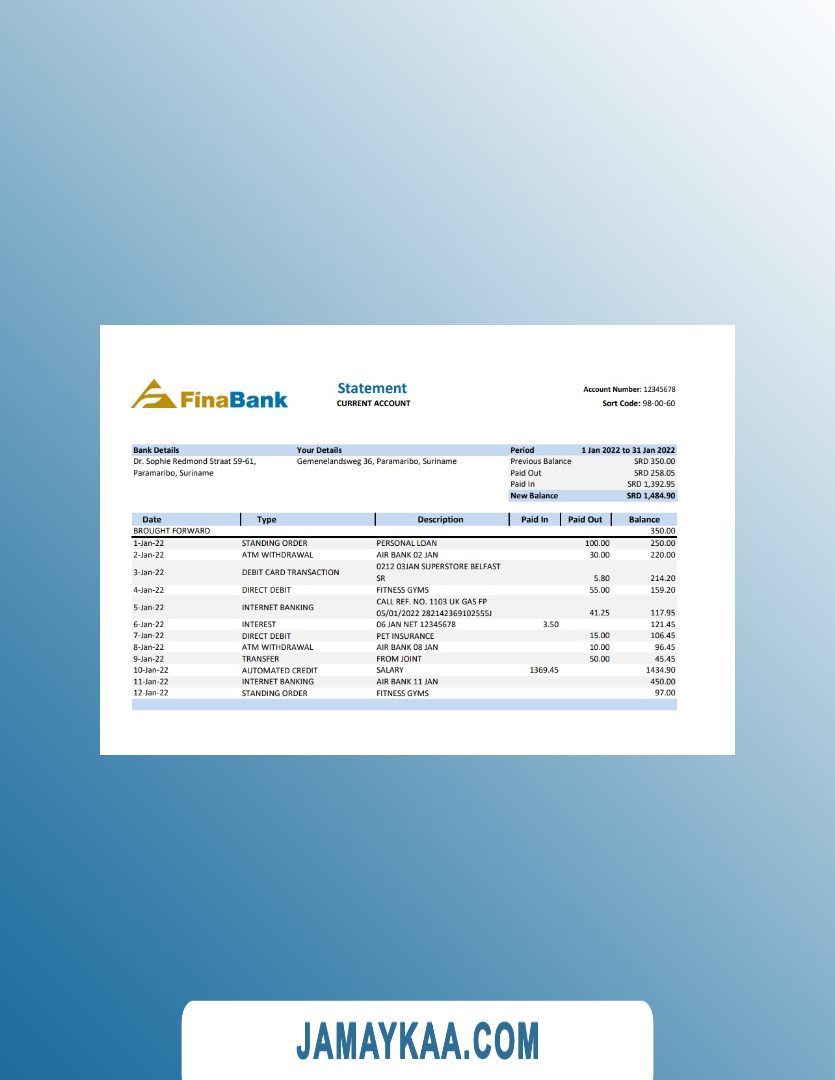 FinaBank
Statement
CURRENT ACCOUNT
Account Number: 12345678
Sort Code: 98-00-60
Bank Details Your Details Period 1 Jan 2022 to 31 Jan 2022
Dr. Sophie Redmond Straat 59-61, Gemenelandsweg 36, Paramaribo, Suriname Previous Balance SRD 350.00
Paramaribo, Suriname Paid Out SRD 258.05
Paid In SRD 1,392.95
New Balance SRD 1,484.90
Date Type Description Paid In Paid Out Balance
BROUGHT FORWARD 350.00
1-Jan-22 STANDING ORDER PERSONAL LOAN 100.00 250.00
2-Jan-22 ATM WITHDRAWAL AIR BANK 02 JAN 30.00 220.00
3-Jan-22 DEBIT CARD TRANSACTION 0212 03JAN SUPERSTORE BELFAST
SR 5.80 214.20
4-Jan-22 DIRECT DEBIT FITNESS GYMS 55.00 159.20
5-Jan-22 INTERNET BANKING CALL REF. NO. 1103 UK GAS FP
05/01/2022 282142369102555J 41.25 117.95
6-Jan-22 INTEREST 06 JAN NET 12345678 3.50 121.45
7-Jan-22 DIRECT DEBIT PET INSURANCE 15.00 106.45
8-Jan-22 ATM WITHDRAWAL AIR BANK 08 JAN 10.00 96.45
9-Jan-22 TRANSFER FROM JOINT 50.00 45.45
10-Jan-22 AUTOMATED CREDIT SALARY 1369.45 1434.90
11-Jan-22 INTERNET BANKING AIR BANK 11 JAN 450.00
12-Jan-22 STANDING ORDER FITNESS GYMS 97.00
JAMAYKAA.COM